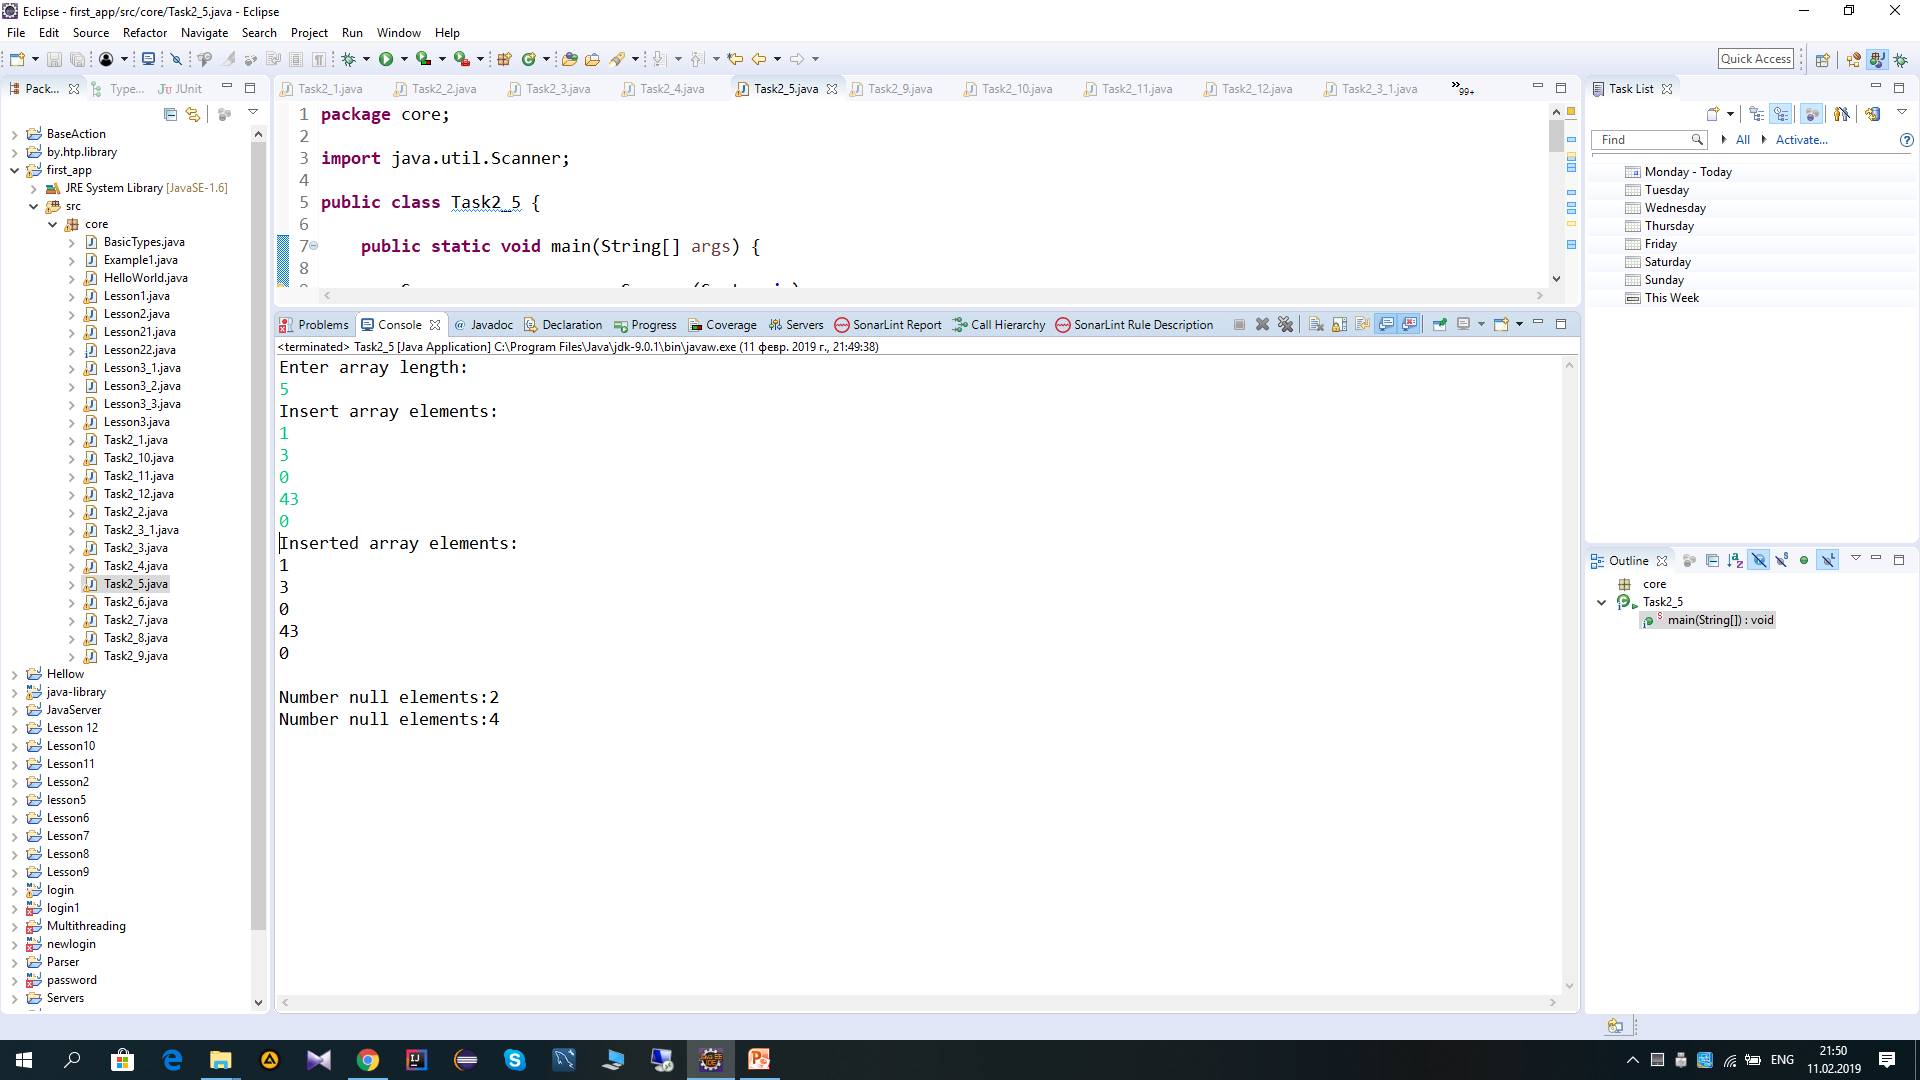 Eclipse - first_app/src/core/Task2_5.java - Eclipse
File Edit Source Refactor Navigate Search Project Run Window Help
Quick Access
Pack... Type... JUnit
BaseAction
by.htp.library
first_app
JRE System Library [JavaSE-1.6]
src
core
BasicTypes.java
Example1.java
HelloWorld.java
Lesson1.java
Lesson2.java
Lesson21.java
Lesson22.java
Lesson3_1.java
Lesson3_2.java
Lesson3_3.java
Lesson3.java
Task2_1.java
Task2_10.java
Task2_11.java
Task2_12.java
Task2_2.java
Task2_3_1.java
Task2_3.java
Task2_4.java
Task2_5.java
Task2_6.java
Task2_7.java
Task2_8.java
Task2_9.java
Hellow
java-library
JavaServer
Lesson 12
Lesson10
Lesson11
Lesson2
lesson5
Lesson6
Lesson7
Lesson8
Lesson9
login
login1
Multithreading
newlogin
Parser
password
Servers
Task2_1.java Task2_2.java Task2_3.java Task2_4.java Task2_5.java Task2_9.java Task2_10.java Task2_11.java Task2_12.java Task2_3_1.java »99+
1 package core;
2
3 import java.util.Scanner;
4
5 public class Task2_5 {
6
7 public static void main(String[] args) {
8
Problems Console @ Javadoc Declaration Progress Coverage Servers SonarLint Report Call Hierarchy SonarLint Rule Description
<terminated> Task2_5 [Java Application] C:\Program Files\Java\jdk-9.0.1\bin\javaw.exe (11 февр. 2019 г., 21:49:38)
Enter array length:
5
Insert array elements:
1
3
0
43
0
Inserted array elements:
1
3
0
43
0
Number null elements:2
Number null elements:4
Task List
Find All Activate...
Monday - Today
Tuesday
Wednesday
Thursday
Friday
Saturday
Sunday
This Week
Outline
core
Task2_5
main(String[]) : void
ENG
21:50
11.02.2019